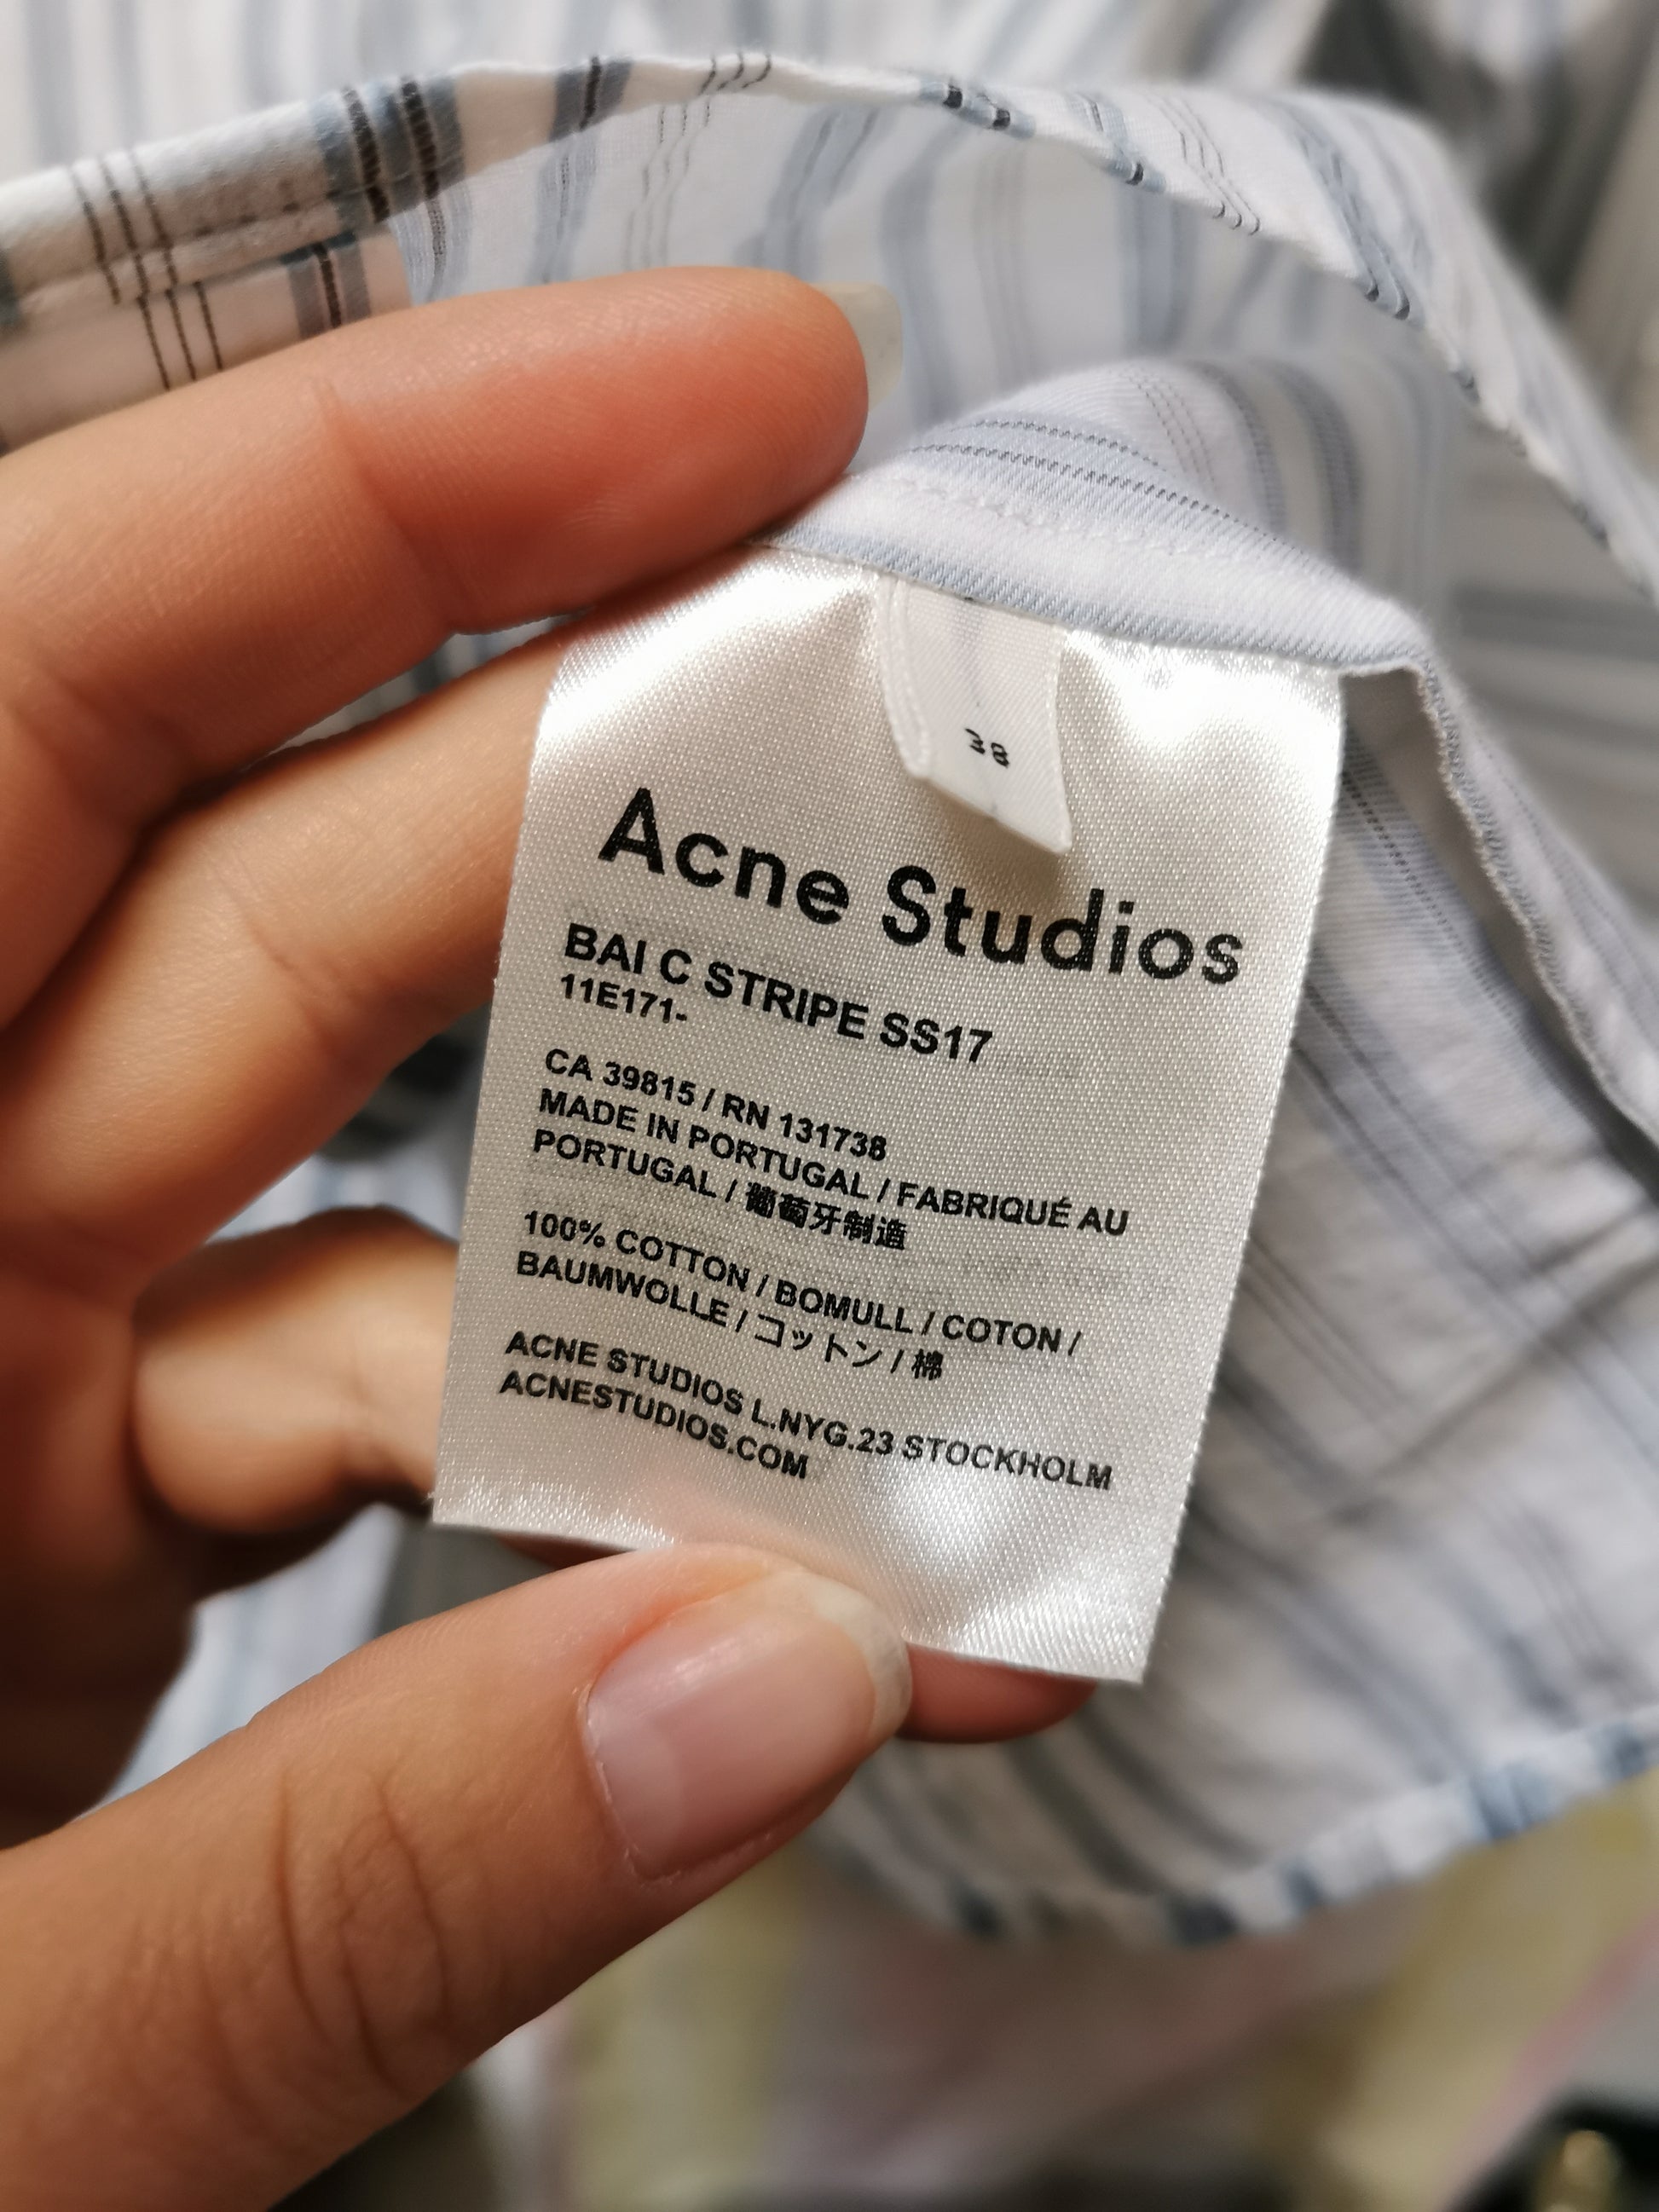 38
Acne Studios
BAI C STRIPE SS17
11E171-
CA 39815 / RN 131738
MADE IN PORTUGAL / FABRIQUÉ AU
PORTUGAL / 葡萄牙制造
100% COTTON / BOMULL / COTON /
BAUMWOLLE / コットン / 棉
ACNE STUDIOS L.NYG.23 STOCKHOLM
ACNESTUDIOS.COM